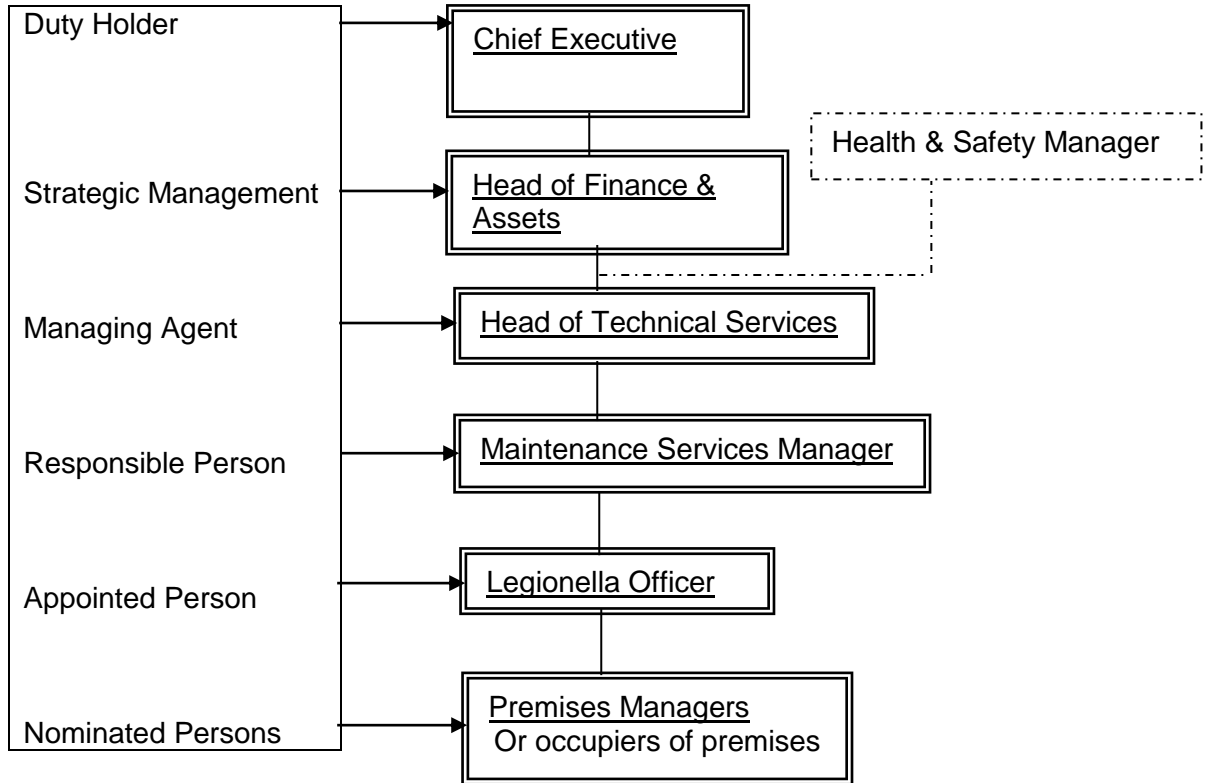 Duty Holder
Chief Executive
Health & Safety Manager
Strategic Management
Head of Finance &
Assets
Managing Agent
Head of Technical Services
Responsible Person
Maintenance Services Manager
Appointed Person
Legionella Officer
Nominated Persons
Premises Managers
Or occupiers of premises